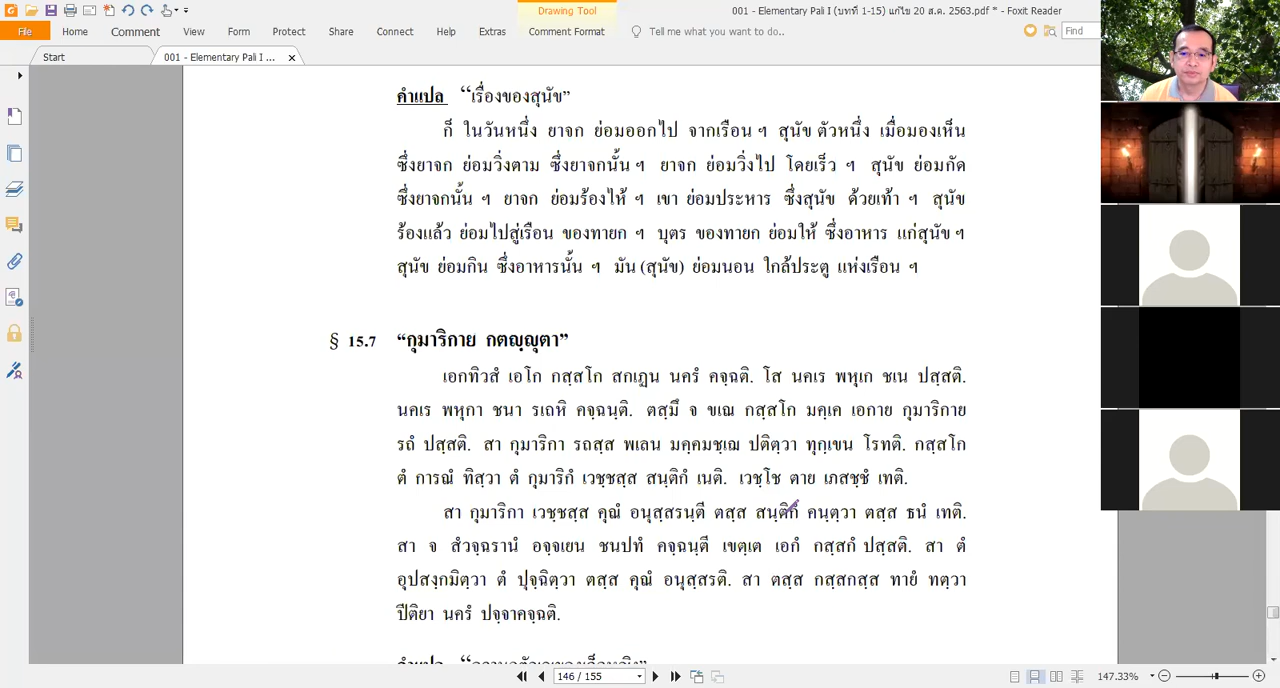 Drawing Tool
001 - Elementary Pali I (บทที่ 1-15) แก้ไข 20 ส.ค. 2563.pdf * - Foxit Reader
File Home Comment View Form Protect Share Connect Help Extras Comment Format Tell me what you want to do.. Find
Start 001 - Elementary Pali I ... ×
คำแปล “เรื่องของสุนัข”
ก็ ในวันหนึ่ง ยาจก ย่อมออกไป จากเรือน ฯ สุนัข ตัวหนึ่ง เมื่อมองเห็น
ซึ่งยาจก ย่อมวิ่งตาม ซึ่งยาจกนั้น ฯ ยาจก ย่อมวิ่งไป โดยเร็ว ฯ สุนัข ย่อมกัด
ซึ่งยาจกนั้น ฯ ยาจก ย่อมร้องไห้ ฯ เขา ย่อมประหาร ซึ่งสุนัข ด้วยเท้า ฯ สุนัข
ร้องแล้ว ย่อมไปสู่เรือน ของทายก ฯ บุตร ของทายก ย่อมให้ ซึ่งอาหาร แก่สุนัข ฯ
สุนัข ย่อมกิน ซึ่งอาหารนั้น ฯ มัน (สุนัข) ย่อมนอน ใกล้ประตู แห่งเรือน ฯ
§ 15.7 “กุมาริกาย กตญฺญุตา”
เอกทิวสํ เอโก กสฺสโก สกเฏน นครํ คจฺฉติ. โส นคเร พหุเก ชเน ปสฺสติ.
นคเร พหุกา ชนา รเถหิ คจฺฉนฺติ. ตสฺมึ จ ขเณ กสฺสโก มคฺเค เอกาย กุมาริกาย
รถํ ปสฺสติ. สา กุมาริกา รถสฺส พเลน มคฺคมชฺเฌ ปติตฺวา ทุกฺเขน โรทติ. กสฺสโก
ตํ การณํ ทิสฺวา ตํ กุมาริกํ เวชฺชสฺส สนฺติกํ เนติ. เวชฺโช ตาย เภสชฺชํ เทติ.
สา กุมาริกา เวชฺชสฺส คุณํ อนุสฺสรนฺตี ตสฺส สนฺติกํ คนฺตฺวา ตสฺส ธนํ เทติ.
สา จ สํวจฺฉรานํ อจฺจเยน ชนปทํ คจฺฉนฺตี เขตฺเต เอกํ กสฺสกํ ปสฺสติ. สา ตํ
อุปสงฺกมิตฺวา ตํ ปุจฺฉิตฺวา ตสฺส คุณํ อนุสฺสรติ. สา ตสฺส กสฺสกสฺส ทายํ ทตฺวา
ปีติยา นครํ ปจฺจาคจฺฉติ.
146 / 155 147.33%